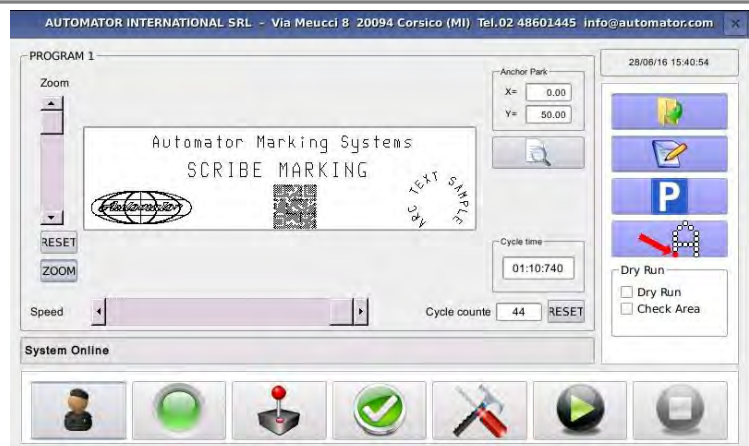 AUTOMATOR INTERNATIONAL SRL - Via Meucci 8 20094 Corsico (MI) Tel.02 48601445 info@automator.com
PROGRAM 1
28/06/16 15:40:54
Zoom
Anchor Park
X= 0.00
Y= 50.00
Automator Marking Systems
SCRIBE MARKING
Automator
ARC TEXT SAMPLE
P
A
RESET
ZOOM
Cycle time
01:10:740
Dry Run
Dry Run
Check Area
Speed
Cycle counte 44 RESET
System Online